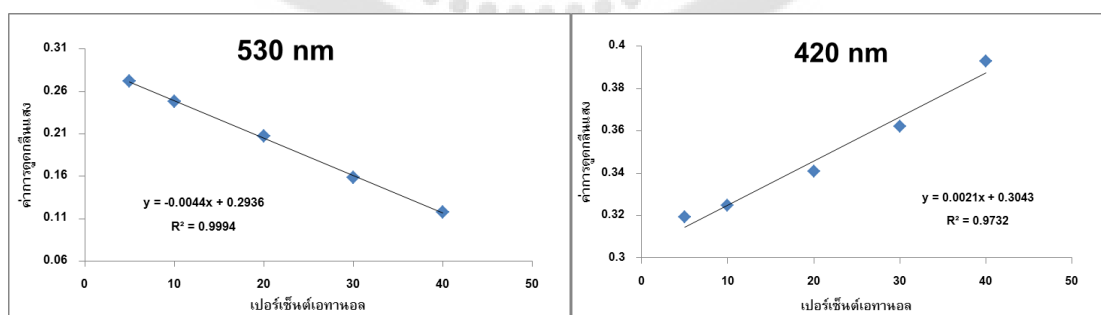 530 nm
0.31
0.26
0.21
0.16
0.11
0.06
ค่าการดูดกลืนแสง
y = -0.0044x + 0.2936
R² = 0.9994
0 10 20 30 40 50
เปอร์เซ็นต์เอทานอล
420 nm
0.4
0.38
0.36
0.34
0.32
0.3
ค่าการดูดกลืนแสง
y = 0.0021x + 0.3043
R² = 0.9732
0 10 20 30 40 50
เปอร์เซ็นต์เอทานอล